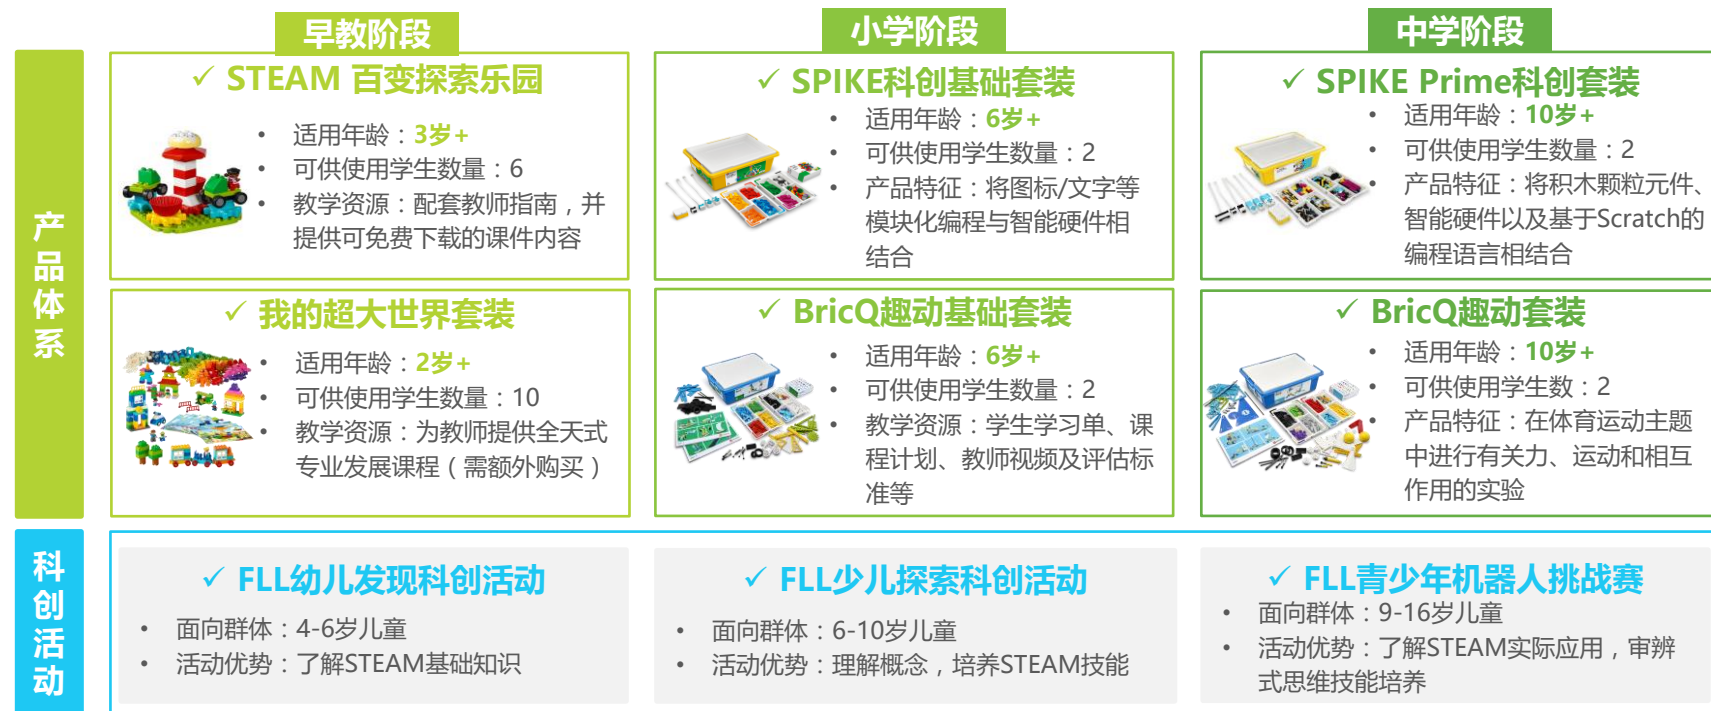 早教阶段
小学阶段
中学阶段
产品体系
✓ STEAM 百变探索乐园
• 适用年龄：3岁+
• 可供使用学生数量：6
• 教学资源：配套教师指南，并
提供可免费下载的课件内容
✓ SPIKE科创基础套装
• 适用年龄：6岁+
• 可供使用学生数量：2
• 产品特征：将图标/文字等
模块化编程与智能硬件相
结合
✓ SPIKE Prime科创套装
• 适用年龄：10岁+
• 可供使用学生数量：2
• 产品特征：将积木颗粒元件、
智能硬件以及基于Scratch的
编程语言相结合
✓ 我的超大世界套装
• 适用年龄：2岁+
• 可供使用学生数量：10
• 教学资源：为教师提供全天式
专业发展课程（需额外购买）
✓ BricQ趣动基础套装
• 适用年龄：6岁+
• 可供使用学生数量：2
• 教学资源：学生学习单、课
程计划、教师视频及评估标
准等
✓ BricQ趣动套装
• 适用年龄：10岁+
• 可供使用学生数：2
• 产品特征：在体育运动主题
中进行有关力、运动和相互
作用的实验
科创活动
✓ FLL幼儿发现科创活动
• 面向群体：4-6岁儿童
• 活动优势：了解STEAM基础知识
✓ FLL少儿探索科创活动
• 面向群体：6-10岁儿童
• 活动优势：理解概念，培养STEAM技能
✓ FLL青少年机器人挑战赛
• 面向群体：9-16岁儿童
• 活动优势：了解STEAM实际应用，审辨
式思维技能培养